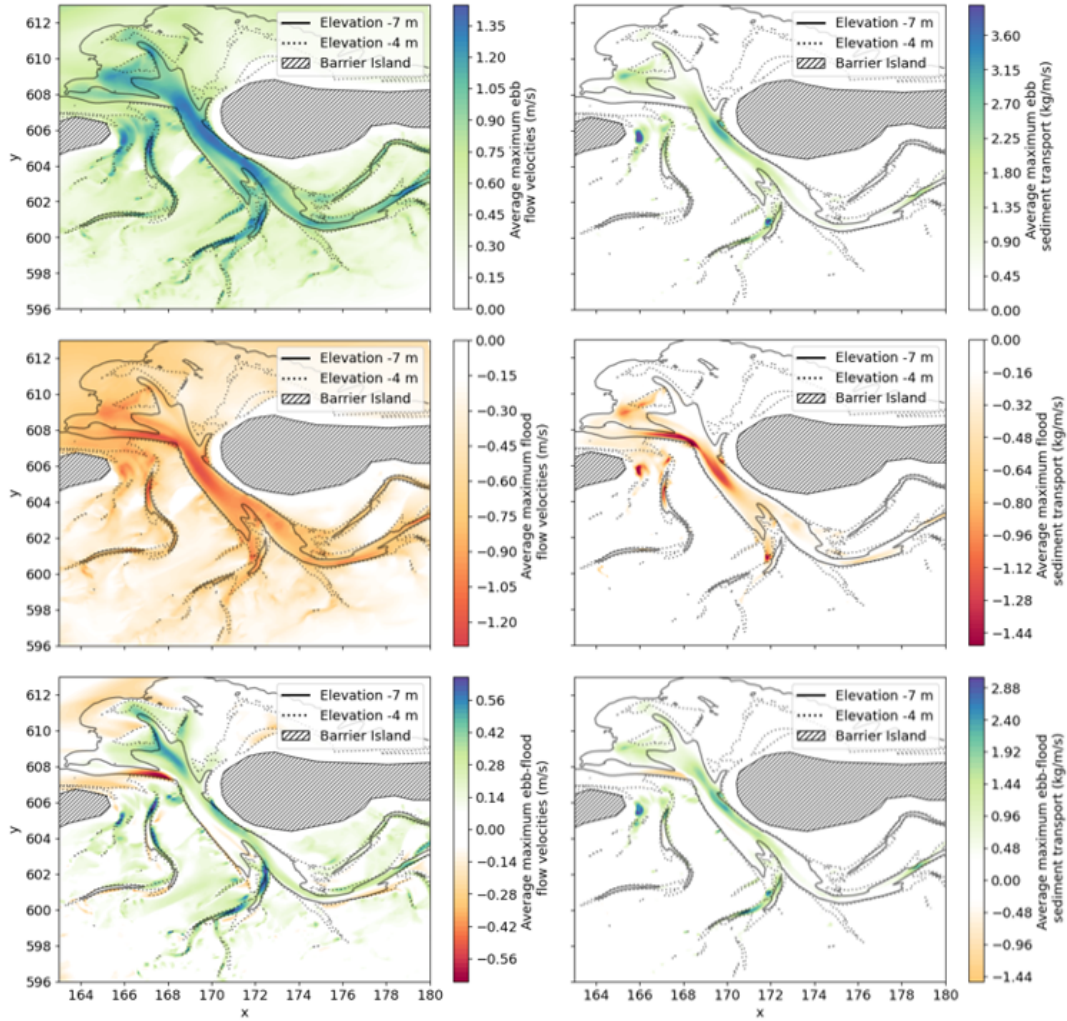 612
610
608
606
604
602
600
598
596
y
Elevation -7 m
Elevation -4 m
Barrier Island
1.35
1.20
1.05
0.90
0.75
0.60
0.45
0.30
0.15
0.00
Average maximum ebb
flow velocities (m/s)
Elevation -7 m
Elevation -4 m
Barrier Island
3.60
3.15
2.70
2.25
1.80
1.35
0.90
0.45
0.00
Average maximum ebb
sediment transport (kg/m/s)
612
610
608
606
604
602
600
598
596
y
Elevation -7 m
Elevation -4 m
Barrier Island
0.00
−0.15
−0.30
−0.45
−0.60
−0.75
−0.90
−1.05
−1.20
Average maximum flood
flow velocities (m/s)
Elevation -7 m
Elevation -4 m
Barrier Island
0.00
−0.16
−0.32
−0.48
−0.64
−0.80
−0.96
−1.12
−1.28
−1.44
Average maximum flood
sediment transport (kg/m/s)
612
610
608
606
604
602
600
598
596
y
164 166 168 170 172 174 176 178 180
x
Elevation -7 m
Elevation -4 m
Barrier Island
0.56
0.42
0.28
0.14
0.00
−0.14
−0.28
−0.42
−0.56
Average maximum ebb-flood
flow velocities (m/s)
Elevation -7 m
Elevation -4 m
Barrier Island
164 166 168 170 172 174 176 178 180
x
2.88
2.40
1.92
1.44
0.96
0.48
0.00
−0.48
−0.96
−1.44
Average maximum ebb-flood
sediment transport (kg/m/s)